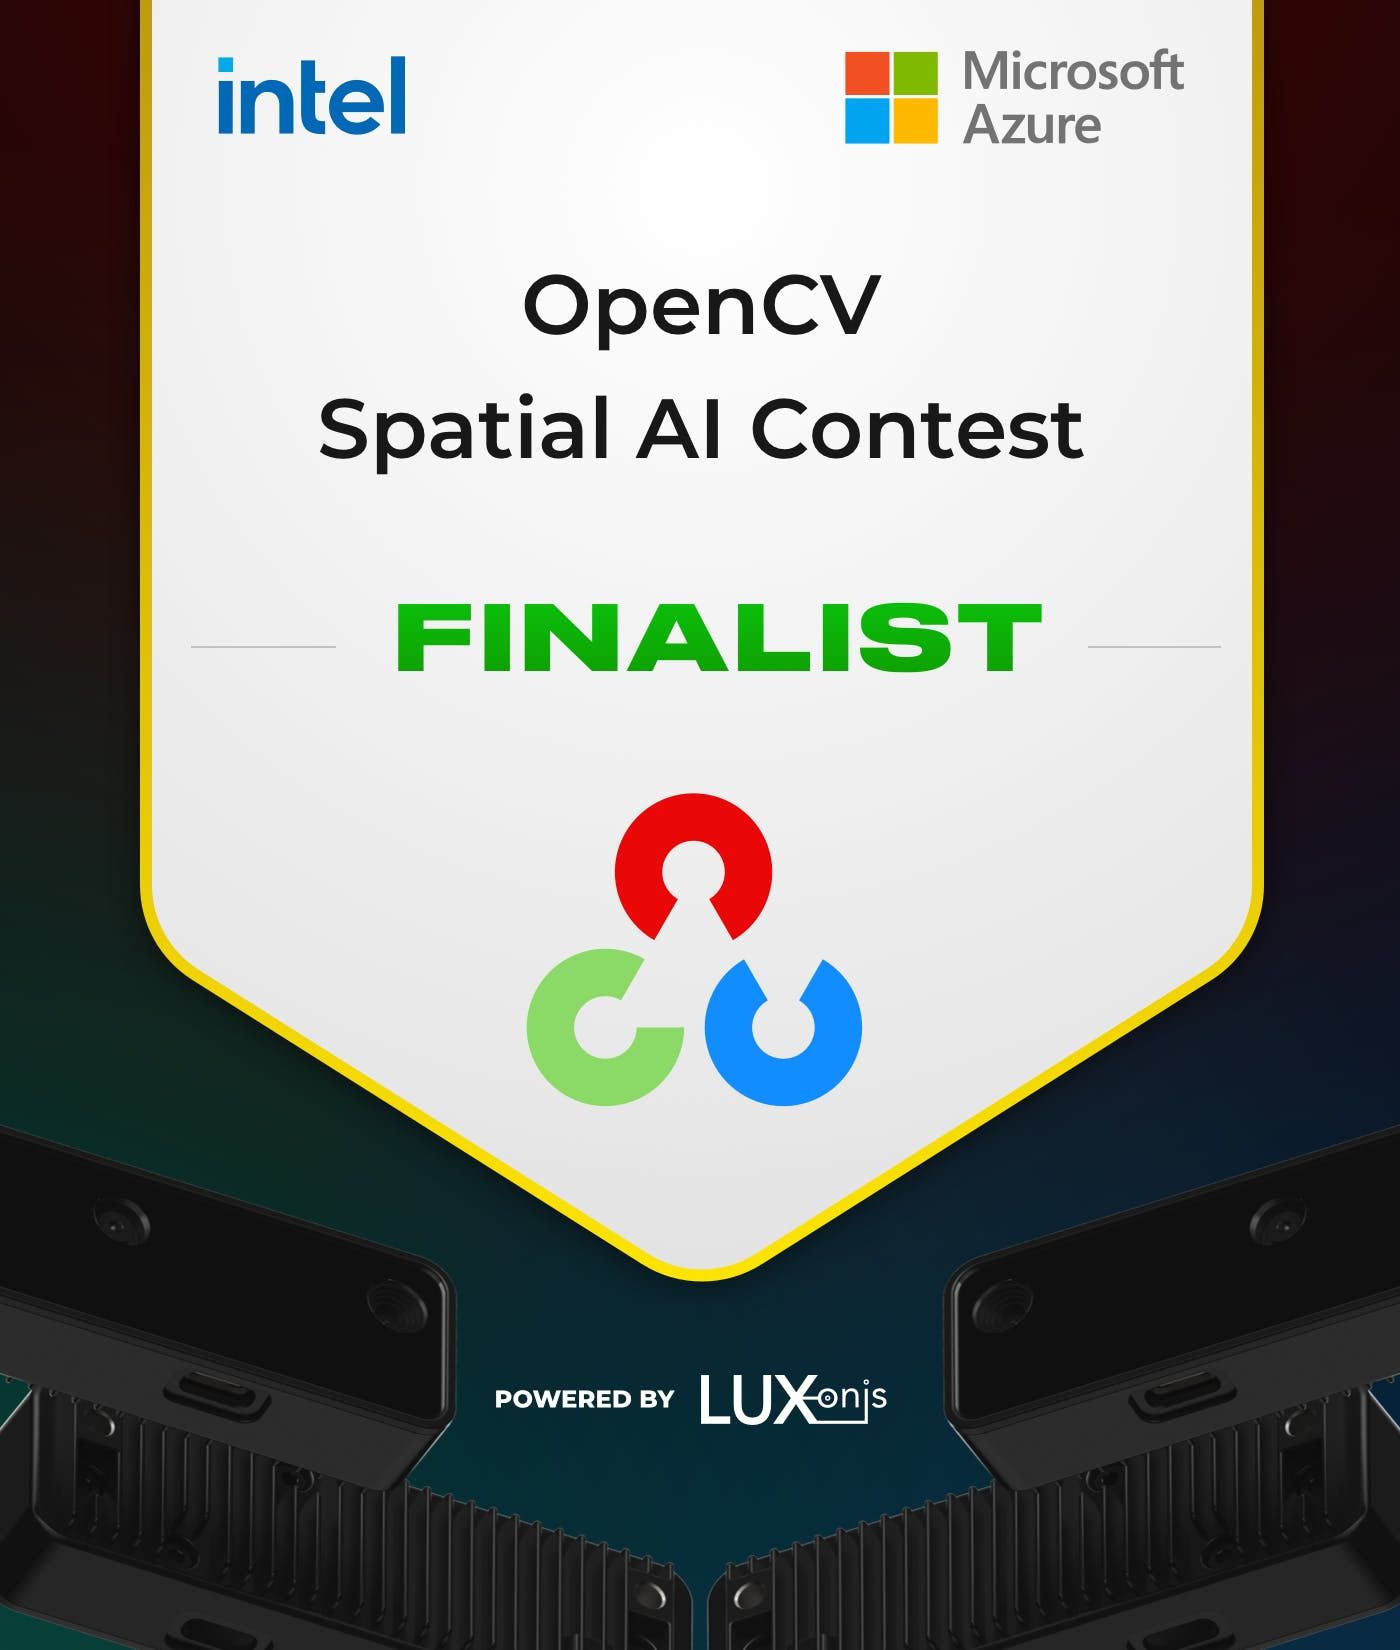 intel
Microsoft
Azure
OpenCV
Spatial AI Contest
FINALIST
POWERED BY LUXonis